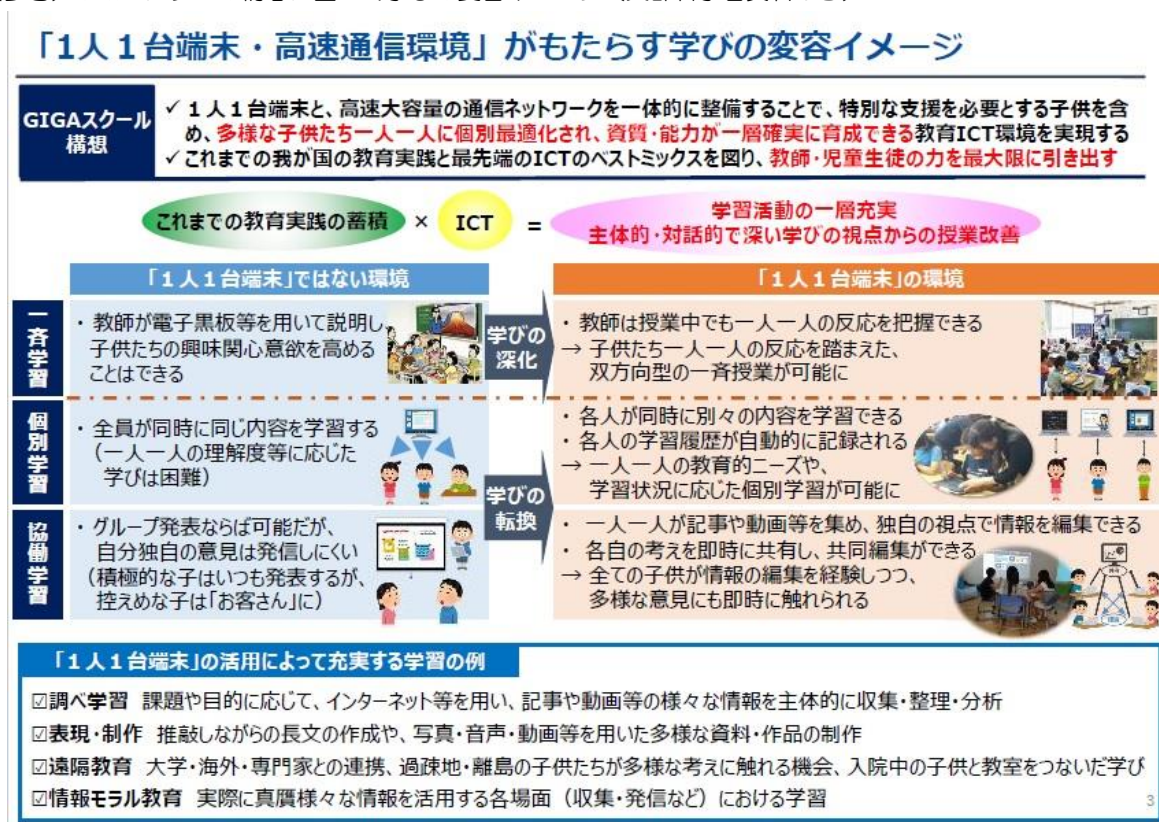 「1人1台端末・高速通信環境」がもたらす学びの変容イメージ
GIGAスクール
構想
✓ １人１台端末と、高速大容量の通信ネットワークを一体的に整備することで、特別な支援を必要とする子供を含
め、多様な子供たち一人一人に個別最適化され、資質・能力が一層確実に育成できる教育ICT環境を実現する
✓ これまでの我が国の教育実践と最先端のICTのベストミックスを図り、教師・児童生徒の力を最大限に引き出す
これまでの教育実践の蓄積 × ICT =
学習活動の一層充実
主体的・対話的で深い学びの視点からの授業改善
「１人１台端末」ではない環境
「１人１台端末」の環境
一斉学習
・教師が電子黒板等を用いて説明し、
子供たちの興味関心意欲を高める
ことはできる
学びの
深化
・教師は授業中でも一人一人の反応を把握できる
→ 子供たち一人一人の反応を踏まえた、
双方向型の一斉授業が可能に
個別学習
・全員が同時に同じ内容を学習する
（一人一人の理解度等に応じた
学びは困難）
学びの
転換
・各人が同時に別々の内容を学習できる
・各人の学習履歴が自動的に記録される
→ 一人一人の教育的ニーズや、
学習状況に応じた個別学習が可能に
協働学習
・グループ発表ならば可能だが、
自分独自の意見は発信しにくい
（積極的な子はいつも発表するが、
控えめな子は「お客さん」に）
・一人一人が記事や動画等を集め、独自の視点で情報を編集できる
・各自の考えを即時に共有し、共同編集ができる
→ 全ての子供が情報の編集を経験しつつ、
多様な意見にも即時に触れられる
「１人１台端末」の活用によって充実する学習の例
☑調べ学習 課題や目的に応じて、インターネット等を用い、記事や動画等の様々な情報を主体的に収集・整理・分析
☑表現・制作 推敲しながらの長文の作成や、写真・音声・動画等を用いた多様な資料・作品の制作
☑遠隔教育 大学・海外・専門家との連携、過疎地・離島の子供たちが多様な考えに触れる機会、入院中の子供と教室をつないだ学び
☑情報モラル教育 実際に真贋様々な情報を活用する各場面（収集・発信など）における学習
3